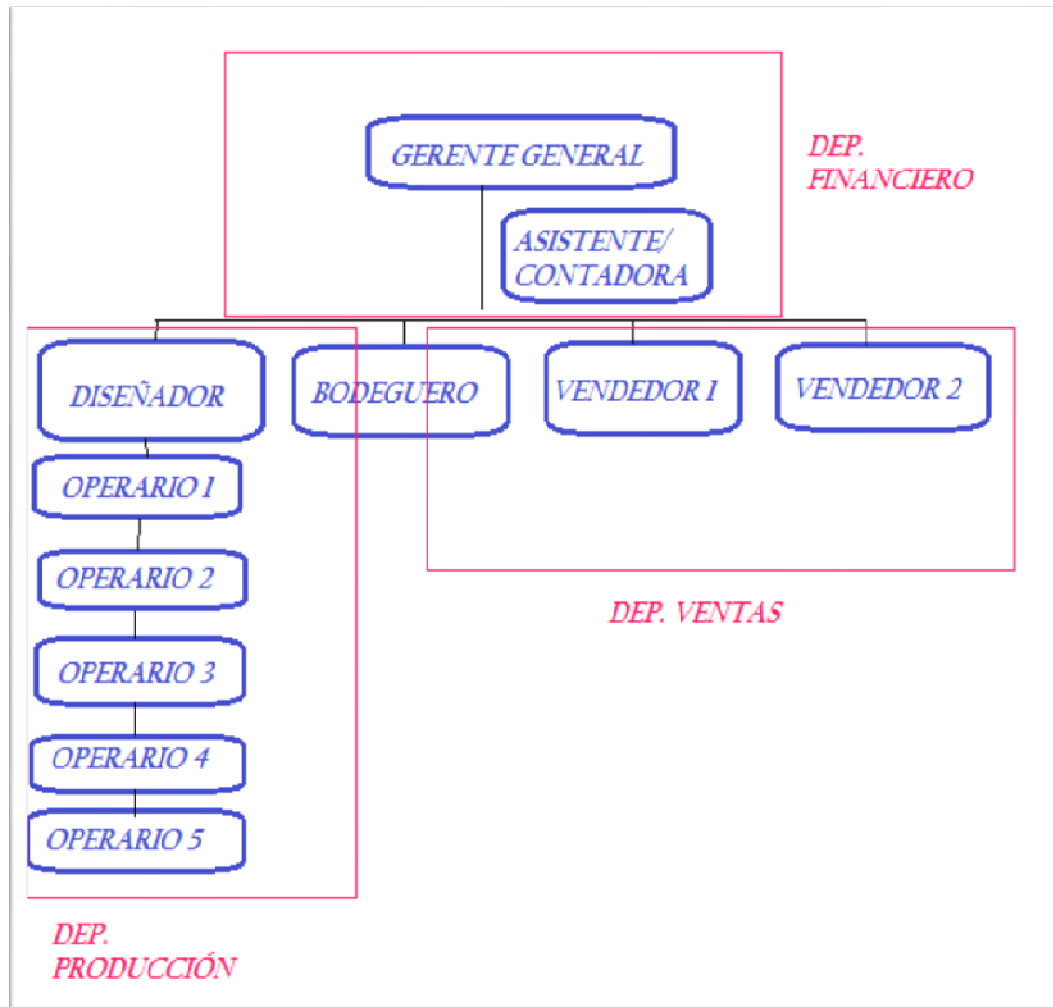 GERENTE GENERAL
DEP.
FINANCIERO
ASISTENTE/
CONTADORA
DISEÑADOR
BODEGUERO
VENDEDOR 1
VENDEDOR 2
OPERARIO 1
OPERARIO 2
OPERARIO 3
OPERARIO 4
OPERARIO 5
DEP. VENTAS
DEP.
PRODUCCIÓN